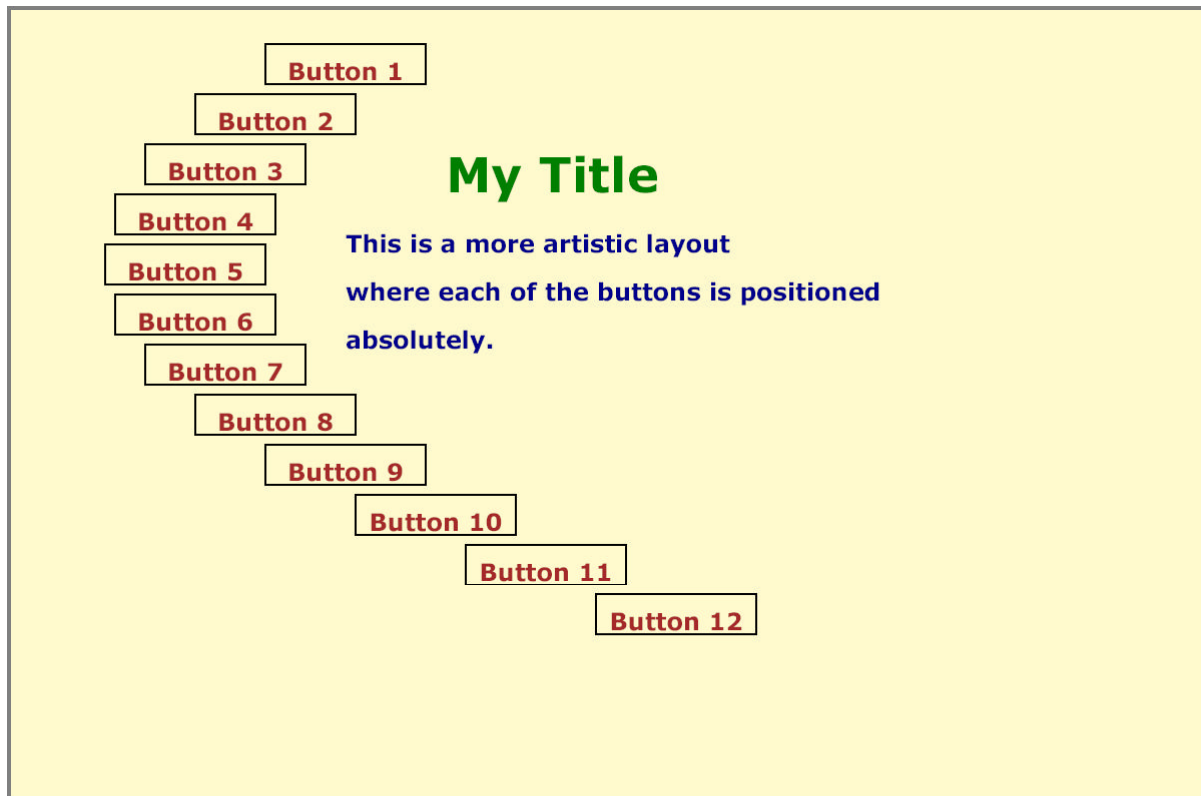 Button 1
Button 2
Button 3
My Title
Button 4
This is a more artistic layout
Button 5
where each of the buttons is positioned
Button 6
absolutely.
Button 7
Button 8
Button 9
Button 10
Button 11
Button 12